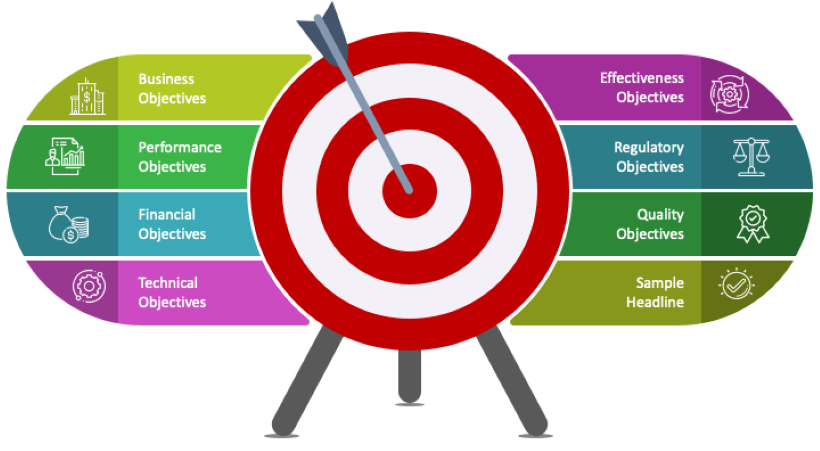 Business
Objectives
Performance
Objectives
Financial
Objectives
Technical
Objectives
Effectiveness
Objectives
Regulatory
Objectives
Quality
Objectives
Sample
Headline